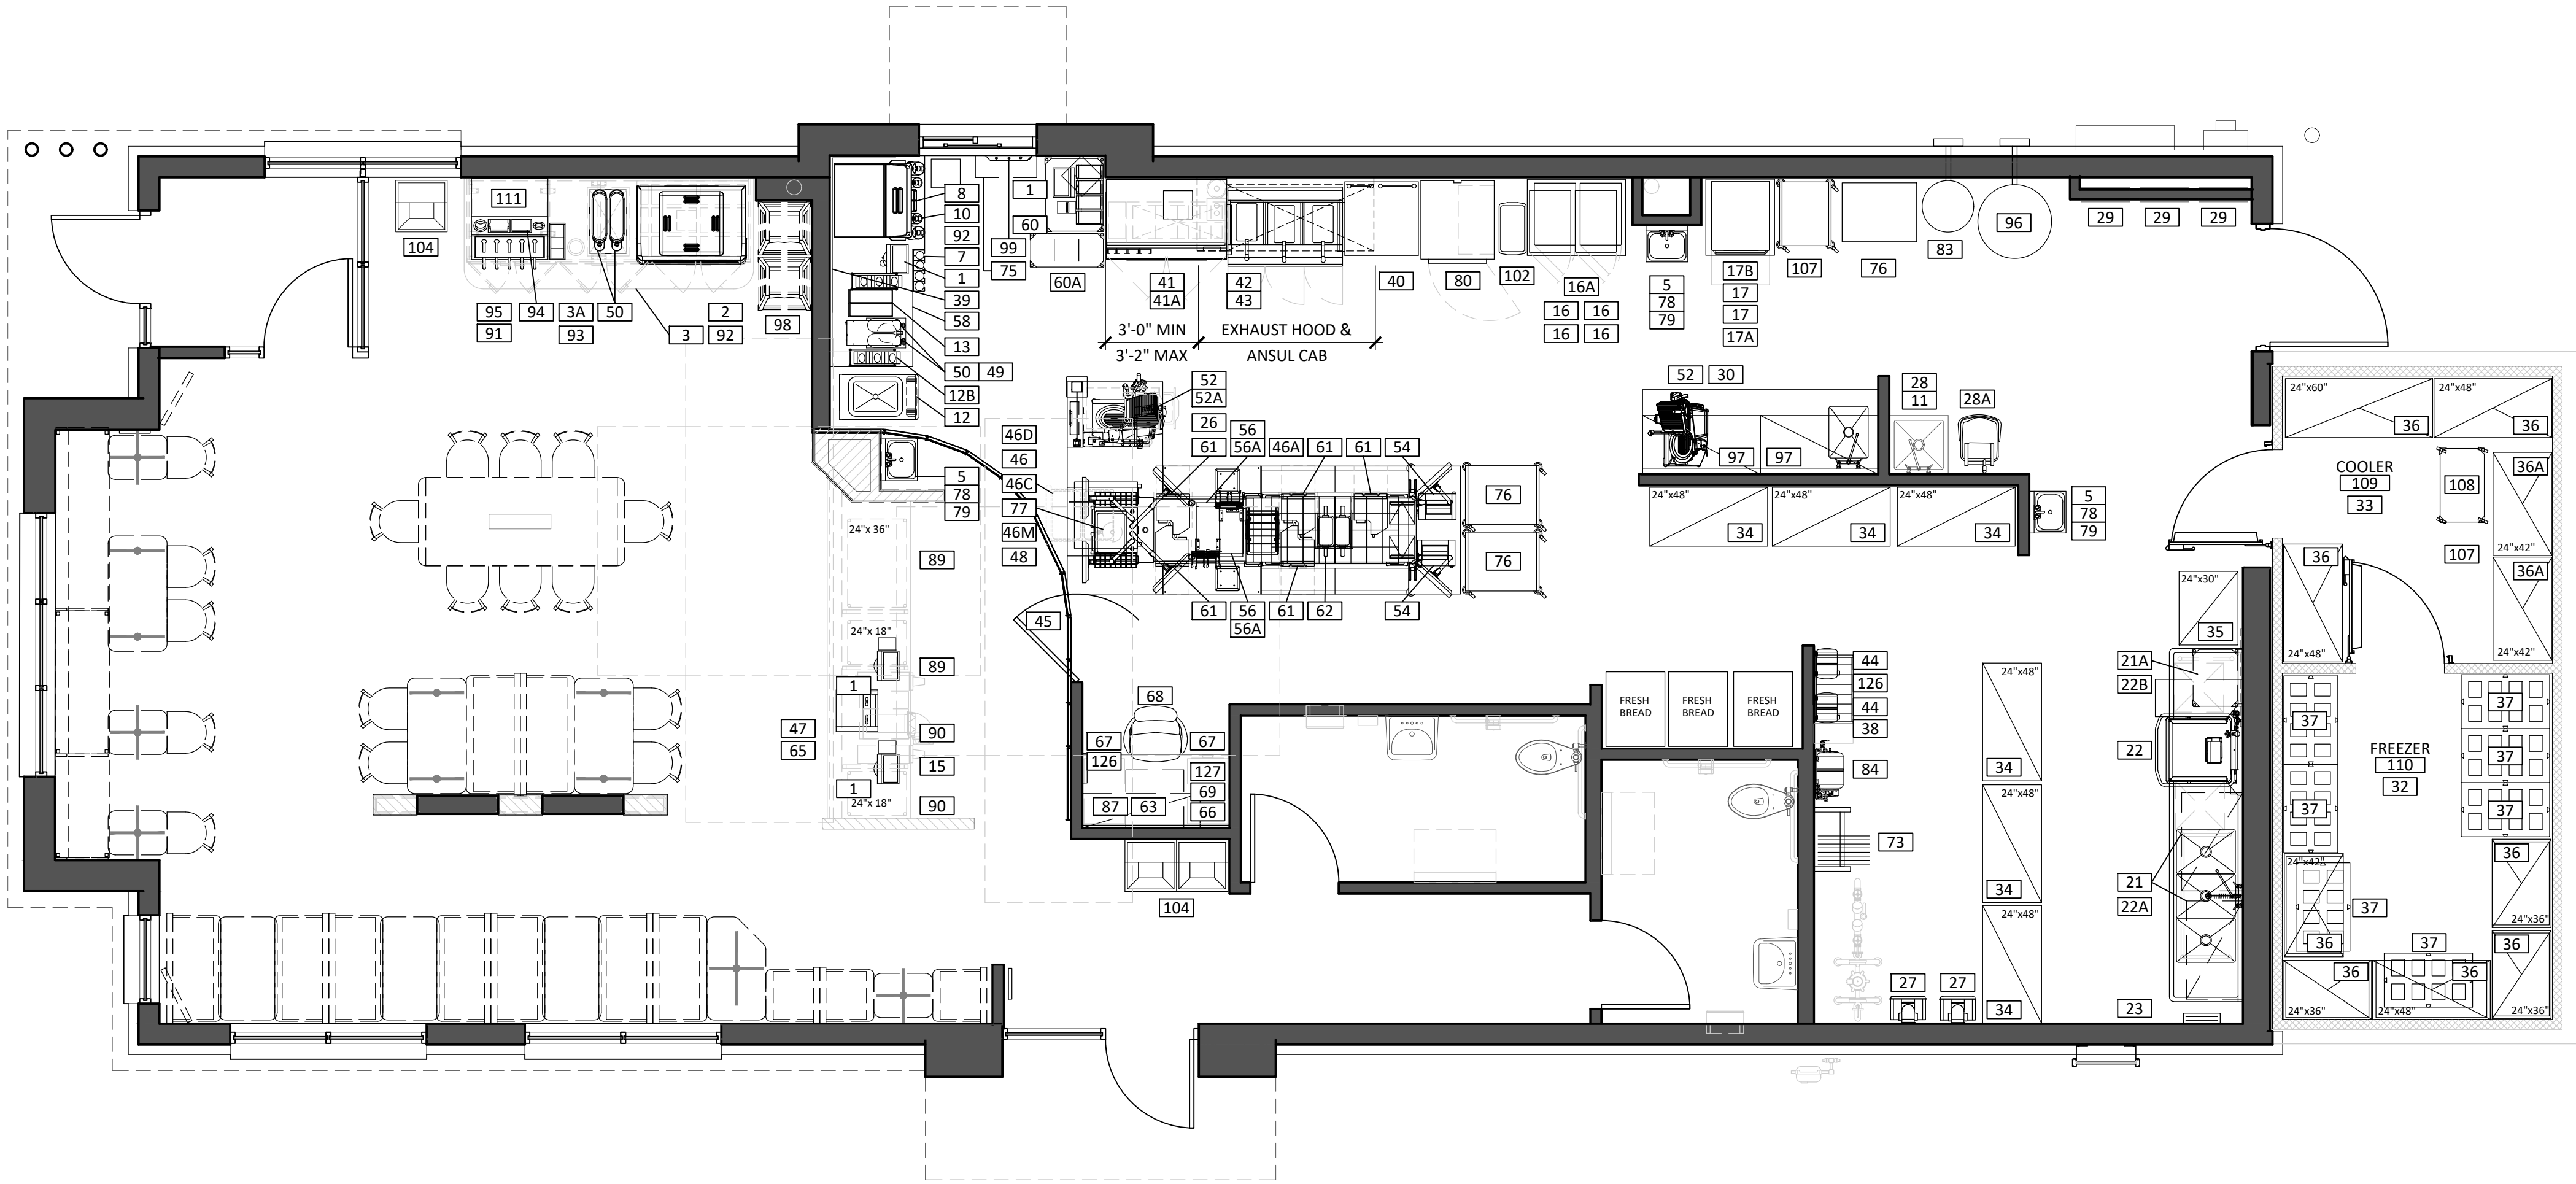 111
104
95
91
94
3A
93
50
3
2
92
98
8
10
92
7
1
39
58
13
50
49
12B
12
99
75
1
60
60A
41
41A
42
43
3'-0" MIN
3'-2" MAX
EXHAUST HOOD &
ANSUL CAB
40
80
102
16A
16
16
16
16
5
78
79
17B
17
17
17A
107
76
83
96
29
29
29
52
52A
26
46D
46
46C
77
46M
48
5
78
79
56
56A
61
46A
61
61
54
76
76
61
56
56A
61
62
54
45
24"x 36"
89
24"x 18"
89
1
47
65
90
15
1
24"x 18"
90
52
30
97
97
28
11
28A
24"x48"
24"x48"
24"x48"
34
34
34
5
78
79
24"x60"
24"x48"
36
36
COOLER
109
33
108
36A
24"x42"
107
36A
24"x42"
36
24"x48"
24"x30"
35
68
67
126
67
127
69
66
87
63
104
FRESH
BREAD
FRESH
BREAD
FRESH
BREAD
44
126
44
38
84
73
24"x48"
34
24"x48"
34
24"x48"
34
27
27
21A
22B
22
21
22A
23
37
37
FREEZER
110
32
37
37
37
24"x42"
37
36
36
24"x36"
37
36
24"x36"
36
24"x48"
36
24"x36"